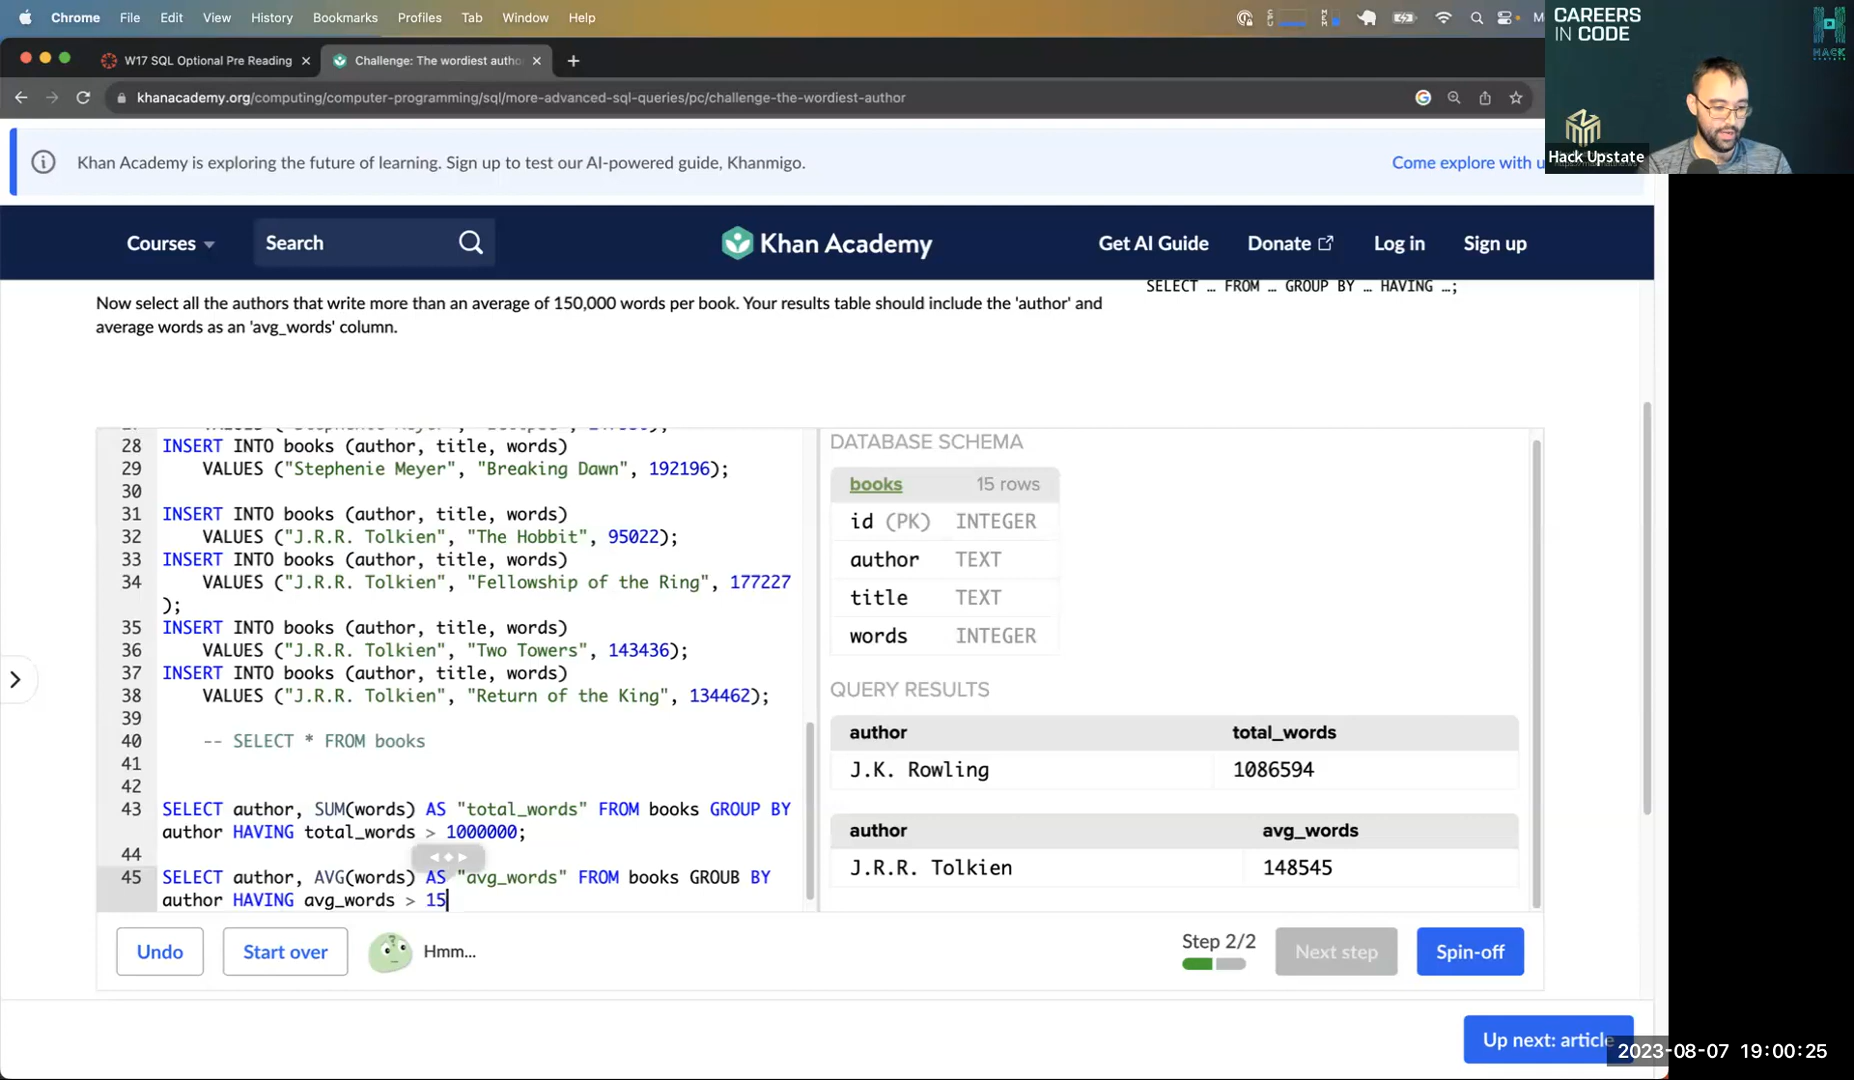 Chrome File Edit View History Bookmarks Profiles Tab Window Help
CAREERS
IN CODE
HACK
UPSTATE
Hack Upstate
W17 SQL Optional Pre Reading
Challenge: The wordiest autho
khanacademy.org/computing/computer-programming/sql/more-advanced-sql-queries/pc/challenge-the-wordiest-author
Khan Academy is exploring the future of learning. Sign up to test our AI-powered guide, Khanmigo.
Come explore with u
Courses Search Khan Academy Get AI Guide Donate Log in Sign up
Now select all the authors that write more than an average of 150,000 words per book. Your results table should include the 'author' and
average words as an 'avg_words' column.
SELECT … FROM … GROUP BY … HAVING …;
28 INSERT INTO books (author, title, words)
29 VALUES ("Stephenie Meyer", "Breaking Dawn", 192196);
30
31 INSERT INTO books (author, title, words)
32 VALUES ("J.R.R. Tolkien", "The Hobbit", 95022);
33 INSERT INTO books (author, title, words)
34 VALUES ("J.R.R. Tolkien", "Fellowship of the Ring", 177227
);
35 INSERT INTO books (author, title, words)
36 VALUES ("J.R.R. Tolkien", "Two Towers", 143436);
37 INSERT INTO books (author, title, words)
38 VALUES ("J.R.R. Tolkien", "Return of the King", 134462);
39
40 -- SELECT * FROM books
41
42
43 SELECT author, SUM(words) AS "total_words" FROM books GROUP BY
author HAVING total_words > 1000000;
44
45 SELECT author, AVG(words) AS "avg_words" FROM books GROUB BY
author HAVING avg_words > 15
DATABASE SCHEMA
books 15 rows
id (PK) INTEGER
author TEXT
title TEXT
words INTEGER
QUERY RESULTS
author total_words
J.K. Rowling 1086594
author avg_words
J.R.R. Tolkien 148545
Undo Start over Hmm...
Step 2/2 Next step Spin-off
Up next: article
2023-08-07 19:00:25